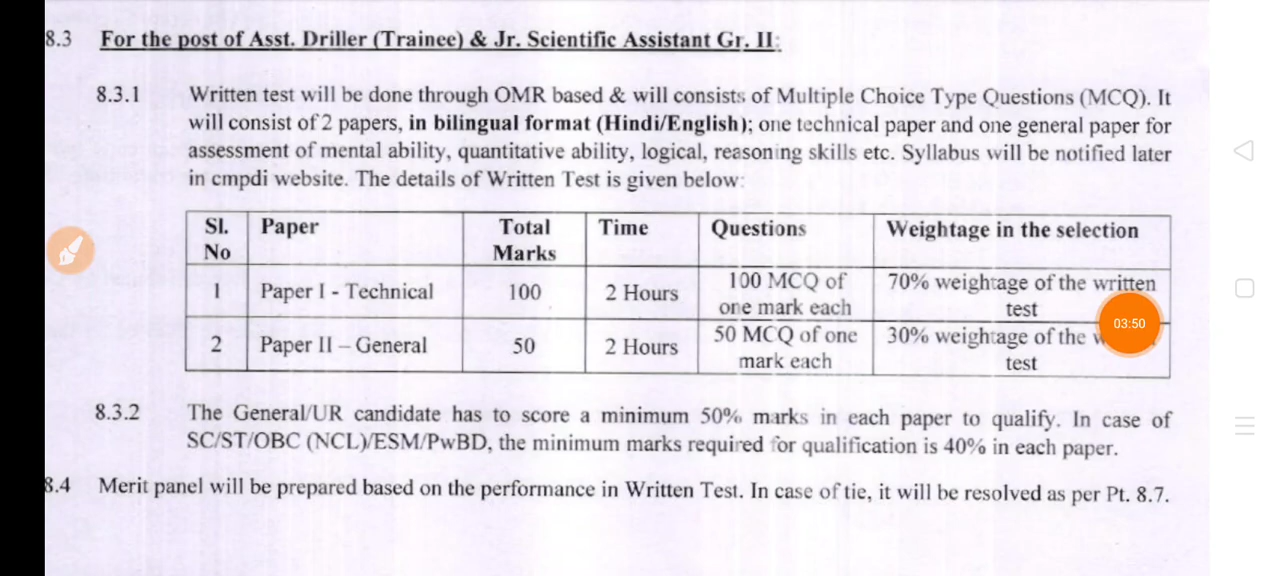 8.3 For the post of Asst. Driller (Trainee) & Jr. Scientific Assistant Gr. II:
8.3.1 Written test will be done through OMR based & will consists of Multiple Choice Type Questions (MCQ). It
will consist of 2 papers, in bilingual format (Hindi/English); one technical paper and one general paper for
assessment of mental ability, quantitative ability, logical, reasoning skills etc. Syllabus will be notified later
in cmpdi website. The details of Written Test is given below:
Sl. Paper Total Time Questions Weightage in the selection
No Marks
1 Paper I - Technical 100 2 Hours 100 MCQ of 70% weightage of the written
one mark each test
03:50
2 Paper II – General 50 2 Hours 50 MCQ of one 30% weightage of the
mark each test
8.3.2 The General/UR candidate has to score a minimum 50% marks in each paper to qualify. In case of
SC/ST/OBC (NCL)/ESM/PwBD, the minimum marks required for qualification is 40% in each paper.
8.4 Merit panel will be prepared based on the performance in Written Test. In case of tie, it will be resolved as per Pt. 8.7.